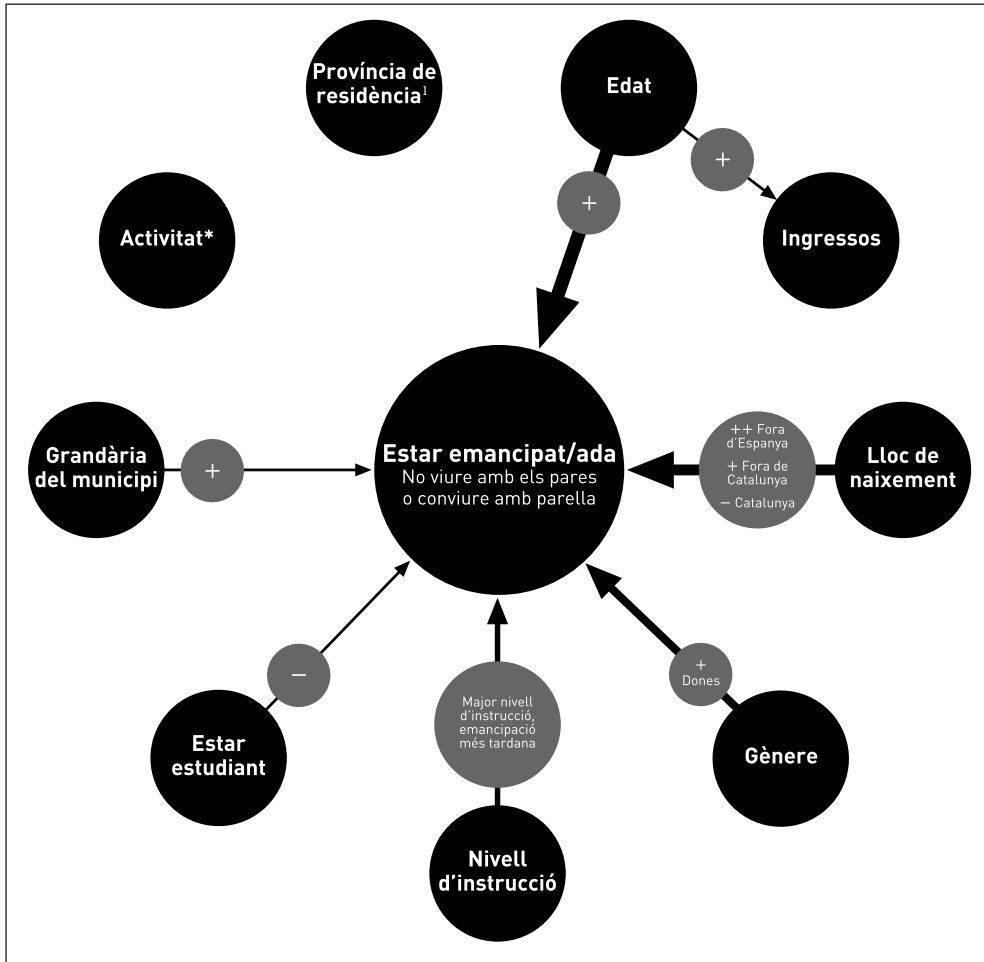 Província de
residència¹
Edat
+
+
Activitat*
Ingressos
Grandària
del municipi
+
Estar emancipat/ada
No viure amb els pares
o conviure amb parella
++ Fora
d'Espanya
+ Fora de
Catalunya
− Catalunya
Lloc de
naixement
−
Estar
estudiant
Major nivell
d'instrucció,
emancipació
més tardana
+
Dones
Gènere
Nivell
d'instrucció